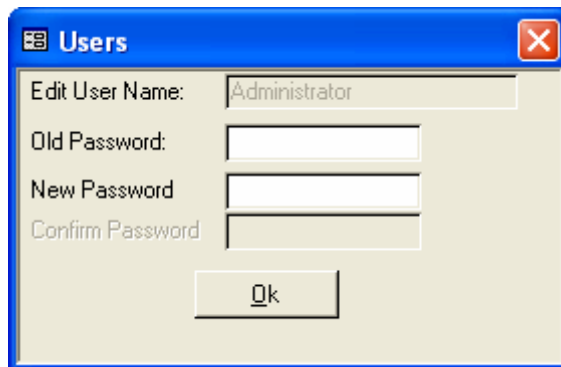 Users
Edit User Name: Administrator
Old Password:
New Password
Confirm Password
Ok